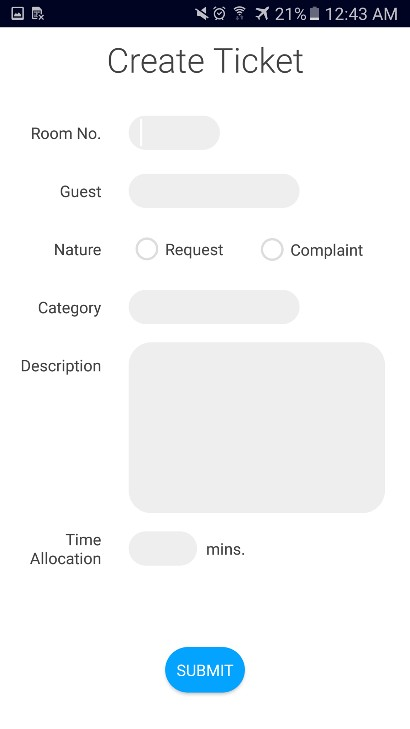 21% 12:43 AM
Create Ticket
Room No.
Guest
Nature Request Complaint
Category
Description
Time
Allocation
mins.
SUBMIT